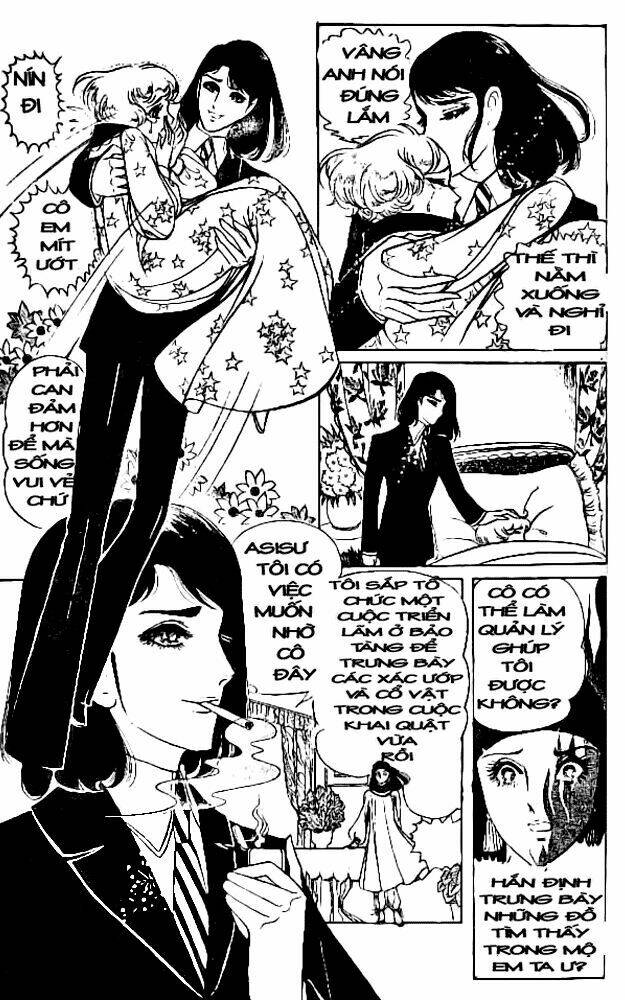 NÍN
ĐI
CÔ
EM
MÍT
ƯỚT
VÂNG
ANH NÓI
ĐÚNG
LẮM
THẾ THÌ
NẰM
XUỐNG
VÀ NGHỈ
ĐI
PHẢI
CAN
ĐẢM
HƠN
ĐỂ MÀ
SỐNG
VUI VẺ
CHỨ
ASISƯ
TÔI CÓ
VIỆC
MUỐN
NHỜ
CÔ
ĐÂY
TÔI SẮP TỔ
CHỨC MỘT
CUỘC TRIỂN
LÃM Ở BẢO
TÀNG ĐỂ
TRƯNG BÀY
CÁC XÁC ƯỚP
VÀ CỔ VẬT
TRONG CUỘC
KHAI QUẬT
VỪA
RỒI
CÔ CÓ
THỂ LÀM
QUẢN LÝ
GHÚP
TÔI
ĐƯỢC
KHÔNG?
HẮN ĐỊNH
TRƯNG BÀY
NHỮNG ĐỒ
TÌM THẤY
TRONG MỘ
EM TA Ư?